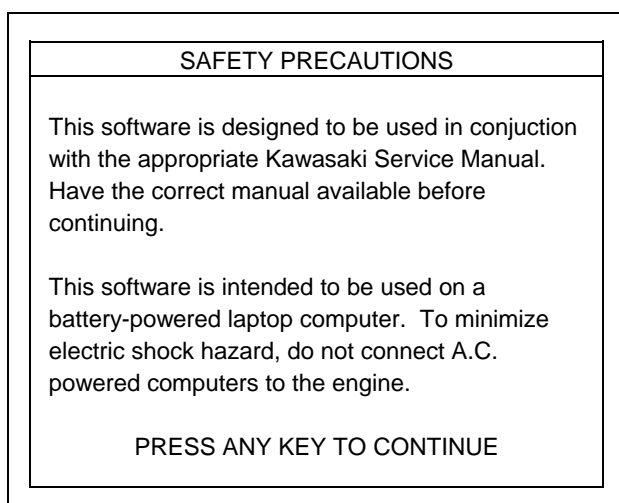 SAFETY PRECAUTIONS
This software is designed to be used in conjuction
with the appropriate Kawasaki Service Manual.
Have the correct manual available before
continuing.
This software is intended to be used on a
battery-powered laptop computer.  To minimize
electric shock hazard, do not connect A.C.
powered computers to the engine.
PRESS ANY KEY TO CONTINUE